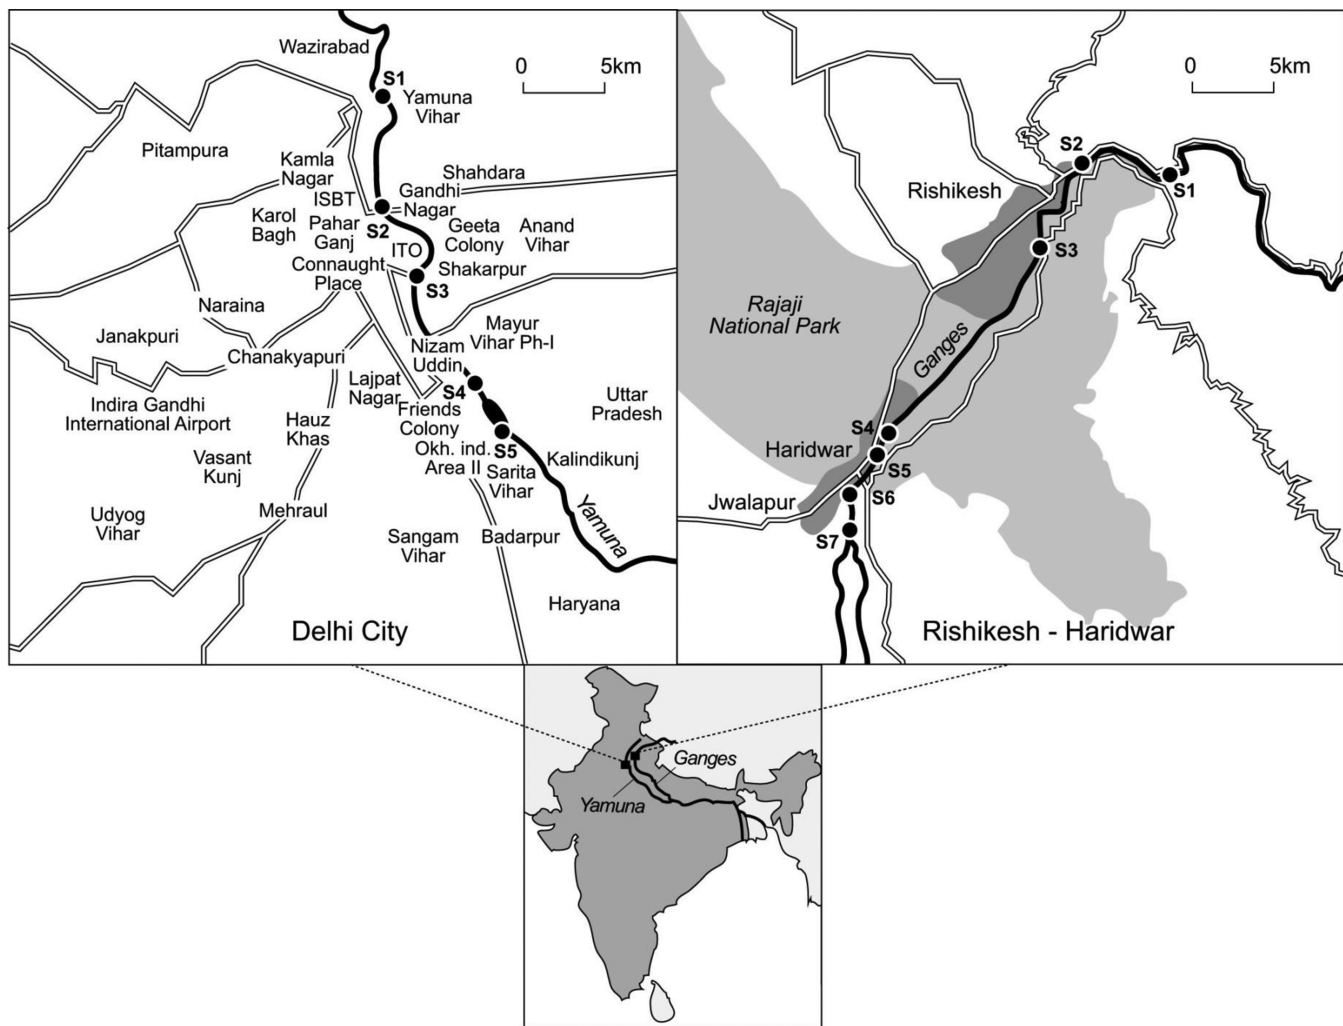 Wazirabad
0 5km
S1
Yamuna
Vihar
Pitampura
Kamla
Nagar
Shahdara
ISBT
Gandhi
Nagar
Karol
Bagh
Pahar
Ganj
S2
Geeta
Colony
Anand
Vihar
ITO
Connaught
Place
Shakarpur
S3
Naraina
Janakpuri
Mayur
Vihar Ph-I
Nizam
Uddin
Chanakyapuri
Lajpat
Nagar
S4
Uttar
Pradesh
Indira Gandhi
International Airport
Friends
Colony
Hauz
Khas
Okh. ind.
Area II
S5
Kalindikunj
Sarita
Vihar
Vasant
Kunj
Udyog
Vihar
Mehraul
Yamuna
Sangam
Vihar
Badarpur
Haryana
Delhi City
0 5km
S2
S1
Rishikesh
S3
Rajaji
National Park
Ganges
S4
Haridwar
S5
S6
Jwalapur
S7
Rishikesh - Haridwar
Ganges
Yamuna